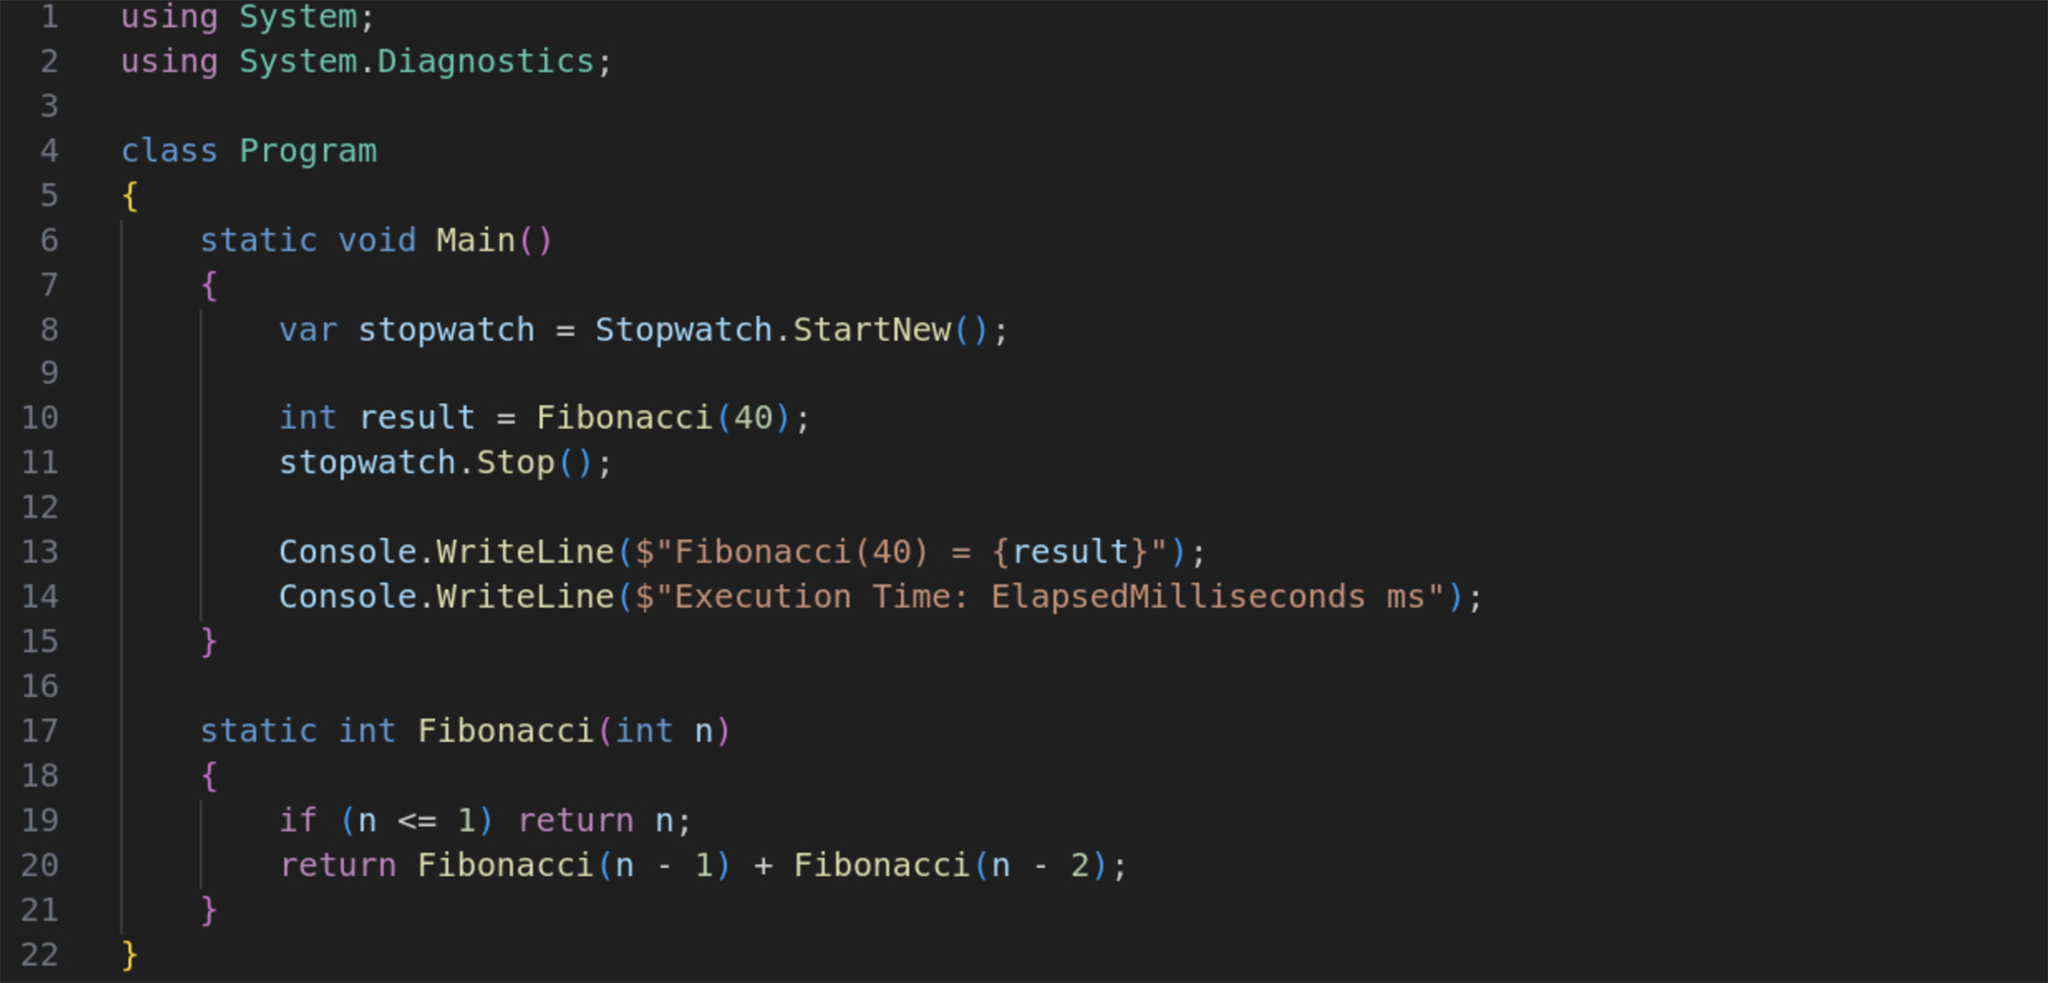 1 using System;
2 using System.Diagnostics;
3
4 class Program
5 {
6     static void Main()
7     {
8         var stopwatch = Stopwatch.StartNew();
9
10         int result = Fibonacci(40);
11         stopwatch.Stop();
12
13         Console.WriteLine($"Fibonacci(40) = {result}");
14         Console.WriteLine($"Execution Time: ElapsedMilliseconds ms");
15     }
16
17     static int Fibonacci(int n)
18     {
19         if (n <= 1) return n;
20         return Fibonacci(n - 1) + Fibonacci(n - 2);
21     }
22 }